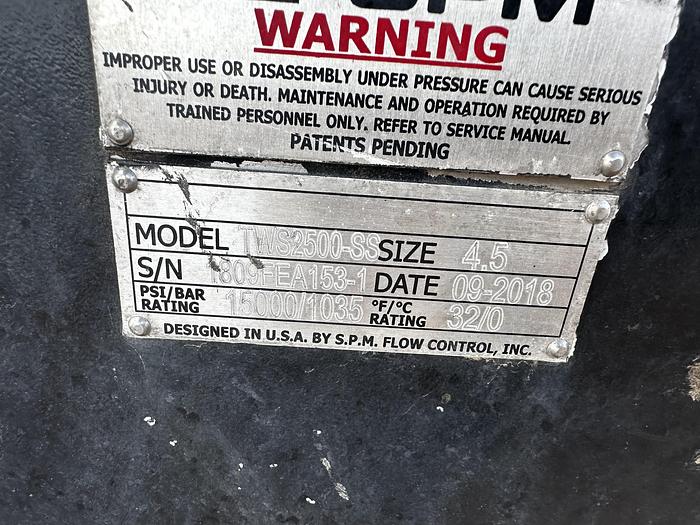 SPM
WARNING
IMPROPER USE OR DISASSEMBLY UNDER PRESSURE CAN CAUSE SERIOUS
INJURY OR DEATH. MAINTENANCE AND OPERATION REQUIRED BY
TRAINED PERSONNEL ONLY. REFER TO SERVICE MANUAL.
PATENTS PENDING
MODEL TWS2500-SS SIZE 4.5
S/N 1809FEA153-1 DATE 09-2018
PSI/BAR RATING 15000/1035 °F/°C RATING 32/0
DESIGNED IN U.S.A. BY S.P.M. FLOW CONTROL, INC.